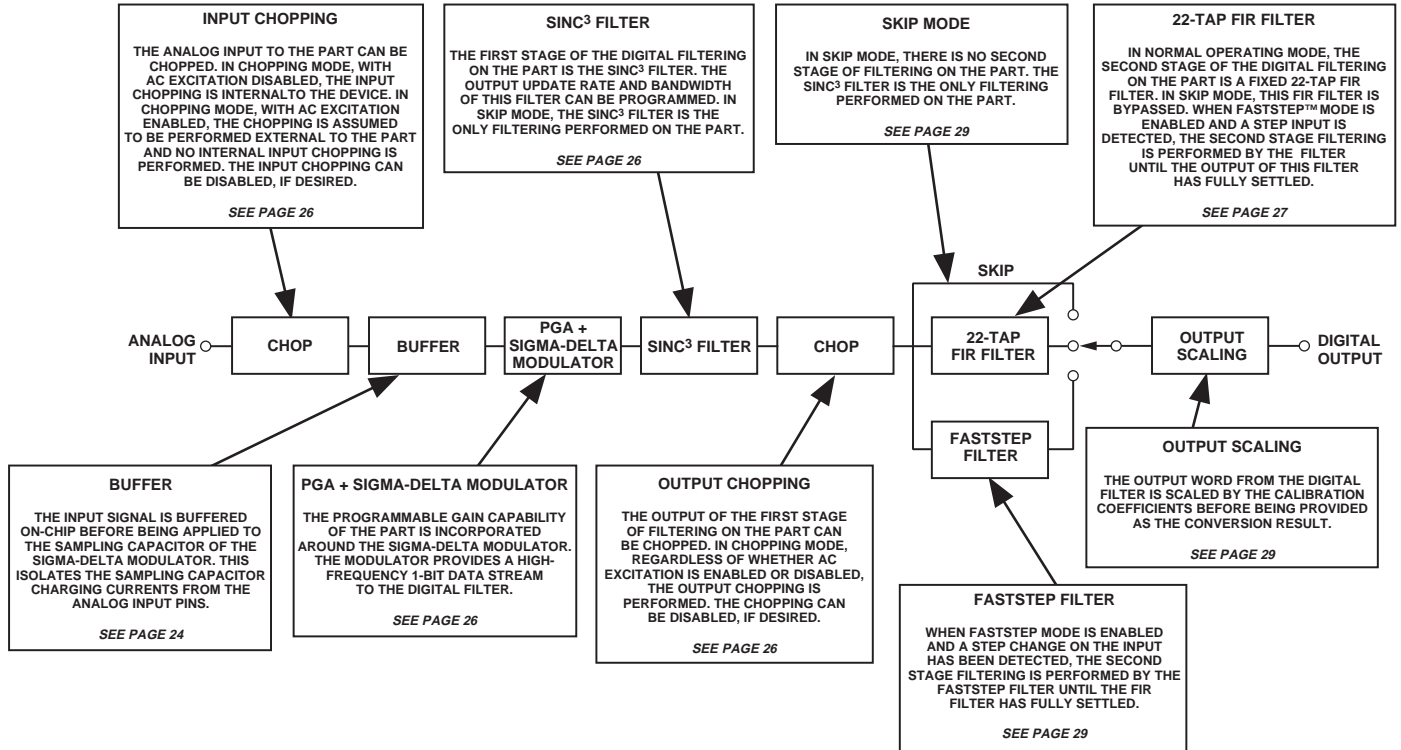 INPUT CHOPPING
THE ANALOG INPUT TO THE PART CAN BE
CHOPPED. IN CHOPPING MODE, WITH
AC EXCITATION DISABLED, THE INPUT
CHOPPING IS INTERNALTO THE DEVICE. IN
CHOPPING MODE, WITH AC EXCITATION
ENABLED, THE CHOPPING IS ASSUMED
TO BE PERFORMED EXTERNAL TO THE PART
AND NO INTERNAL INPUT CHOPPING IS
PERFORMED. THE INPUT CHOPPING CAN
BE DISABLED, IF DESIRED.
SEE PAGE 26
SINC³ FILTER
THE FIRST STAGE OF THE DIGITAL FILTERING
ON THE PART IS THE SINC³ FILTER. THE
OUTPUT UPDATE RATE AND BANDWIDTH
OF THIS FILTER CAN BE PROGRAMMED. IN
SKIP MODE, THE SINC³ FILTER IS THE
ONLY FILTERING PERFORMED ON THE PART.
SEE PAGE 26
SKIP MODE
IN SKIP MODE, THERE IS NO SECOND
STAGE OF FILTERING ON THE PART. THE
SINC³ FILTER IS THE ONLY FILTERING
PERFORMED ON THE PART.
SEE PAGE 29
22-TAP FIR FILTER
IN NORMAL OPERATING MODE, THE
SECOND STAGE OF THE DIGITAL FILTERING
ON THE PART IS A FIXED 22-TAP FIR
FILTER. IN SKIP MODE, THIS FIR FILTER IS
BYPASSED. WHEN FASTSTEP™ MODE IS
ENABLED AND A STEP INPUT IS
DETECTED, THE SECOND STAGE FILTERING
IS PERFORMED BY THE FILTER
UNTIL THE OUTPUT OF THIS FILTER
HAS FULLY SETTLED.
SEE PAGE 27
SKIP
ANALOG
INPUT
CHOP
BUFFER
PGA +
SIGMA-DELTA
MODULATOR
SINC³ FILTER
CHOP
22-TAP
FIR FILTER
OUTPUT
SCALING
DIGITAL
OUTPUT
FASTSTEP
FILTER
BUFFER
THE INPUT SIGNAL IS BUFFERED
ON-CHIP BEFORE BEING APPLIED TO
THE SAMPLING CAPACITOR OF THE
SIGMA-DELTA MODULATOR. THIS
ISOLATES THE SAMPLING CAPACITOR
CHARGING CURRENTS FROM THE
ANALOG INPUT PINS.
SEE PAGE 24
PGA + SIGMA-DELTA MODULATOR
THE PROGRAMMABLE GAIN CAPABILITY
OF THE PART IS INCORPORATED
AROUND THE SIGMA-DELTA MODULATOR.
THE MODULATOR PROVIDES A HIGH-
FREQUENCY 1-BIT DATA STREAM
TO THE DIGITAL FILTER.
SEE PAGE 26
OUTPUT CHOPPING
THE OUTPUT OF THE FIRST STAGE
OF FILTERING ON THE PART CAN
BE CHOPPED. IN CHOPPING MODE,
REGARDLESS OF WHETHER AC
EXCITATION IS ENABLED OR DISABLED,
THE OUTPUT CHOPPING IS
PERFORMED. THE CHOPPING CAN
BE DISABLED, IF DESIRED.
SEE PAGE 26
OUTPUT SCALING
THE OUTPUT WORD FROM THE DIGITAL
FILTER IS SCALED BY THE CALIBRATION
COEFFICIENTS BEFORE BEING PROVIDED
AS THE CONVERSION RESULT.
SEE PAGE 29
FASTSTEP FILTER
WHEN FASTSTEP MODE IS ENABLED
AND A STEP CHANGE ON THE INPUT
HAS BEEN DETECTED, THE SECOND
STAGE FILTERING IS PERFORMED BY THE
FASTSTEP FILTER UNTIL THE FIR
FILTER HAS FULLY SETTLED.
SEE PAGE 29